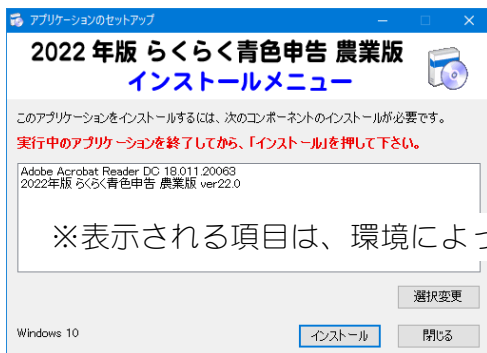 アプリケーションのセットアップ
2022 年版 らくらく青色申告 農業版
インストールメニュー
このアプリケーションをインストールするには、次のコンポーネントのインストールが必要です。
実行中のアプリケーションを終了してから、「インストール」を押して下さい。
Adobe Acrobat Reader DC 18.011.20063
2022年版 らくらく青色申告 農業版 ver22.0
※表示される項目は、環境によっ
選択変更
Windows 10
インストール
閉じる